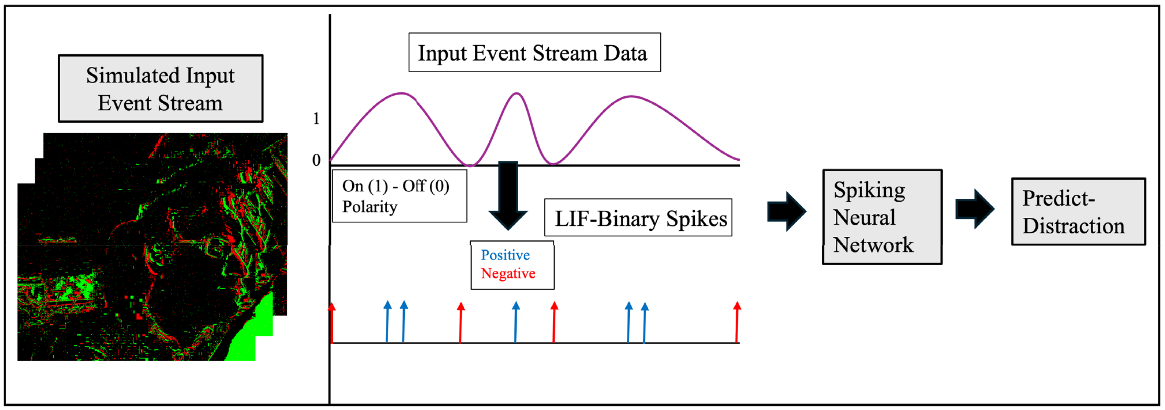 Simulated Input
Event Stream
Input Event Stream Data
1
0
On (1) - Off (0)
Polarity
LIF-Binary Spikes
Positive
Negative
Spiking
Neural
Network
Predict-
Distraction